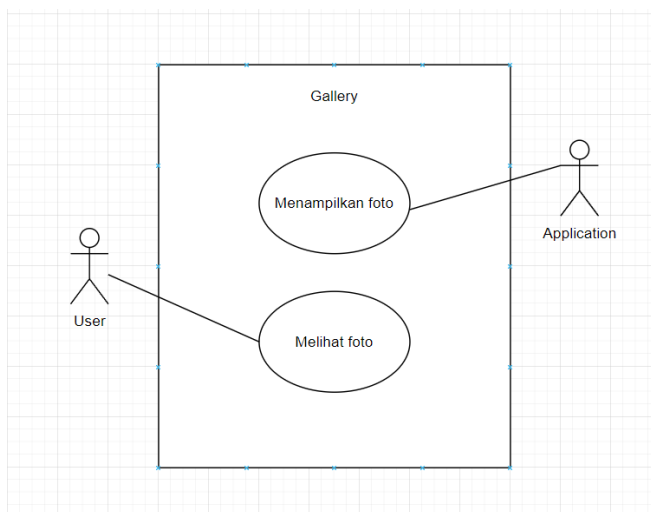 Gallery
Menampilkan foto
Application
User
Melihat foto